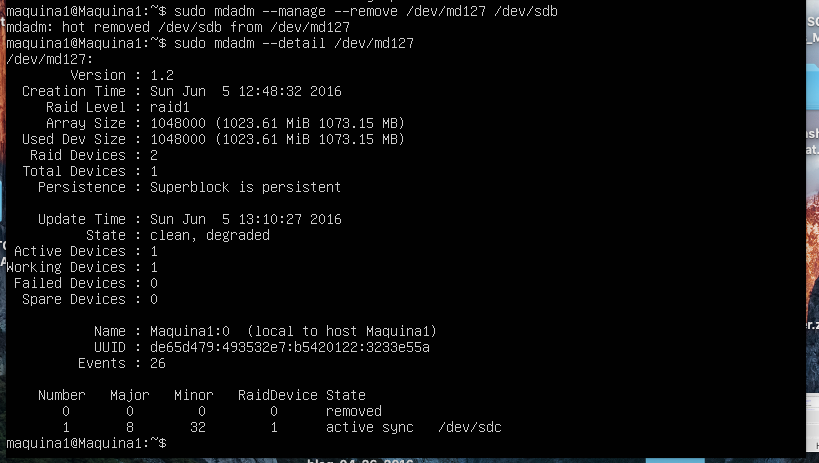 maquina1@Maquina1:~$ sudo mdadm --manage --remove /dev/md127 /dev/sdb
mdadm: hot removed /dev/sdb from /dev/md127
maquina1@Maquina1:~$ sudo mdadm --detail /dev/md127
/dev/md127:
Version : 1.2
Creation Time : Sun Jun  5 12:48:32 2016
Raid Level : raid1
Array Size : 1048000 (1023.61 MiB 1073.15 MB)
Used Dev Size : 1048000 (1023.61 MiB 1073.15 MB)
Raid Devices : 2
Total Devices : 1
Persistence : Superblock is persistent
Update Time : Sun Jun  5 13:10:27 2016
State : clean, degraded
Active Devices : 1
Working Devices : 1
Failed Devices : 0
Spare Devices : 0
Name : Maquina1:0  (local to host Maquina1)
UUID : de65d479:493532e7:b5420122:3233e55a
Events : 26
Number   Major   Minor   RaidDevice State
0       0        0        0      removed
1       8       32        1      active sync   /dev/sdc
maquina1@Maquina1:~$